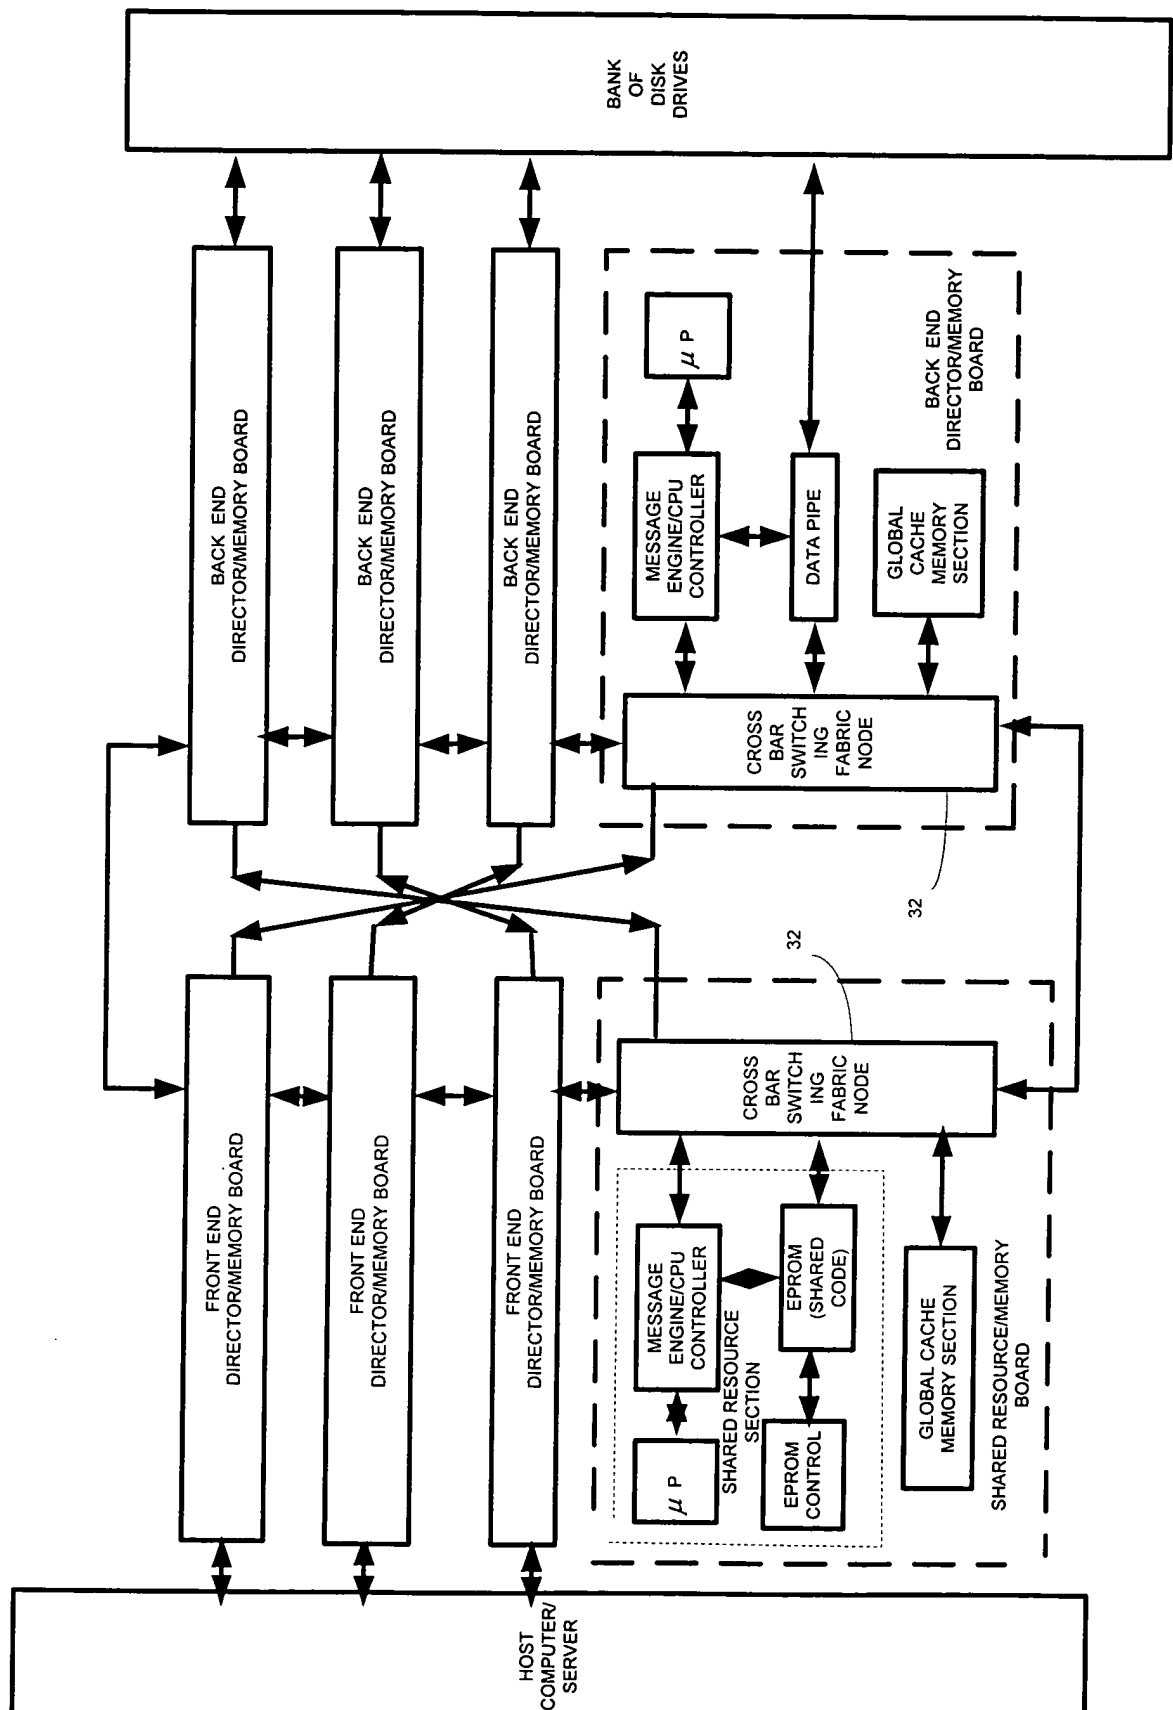 BANK
OF
DISK
DRIVES
BACK END
DIRECTOR/MEMORY BOARD
BACK END
DIRECTOR/MEMORY BOARD
BACK END
DIRECTOR/MEMORY BOARD
μ P
MESSAGE
ENGINE/CPU
CONTROLLER
DATA PIPE
GLOBAL
CACHE
MEMORY
SECTION
BACK END
DIRECTOR/MEMORY
BOARD
CROSS
BAR
SWITCH
ING
FABRIC
NODE
32
32
CROSS
BAR
SWITCH
ING
FABRIC
NODE
FRONT END
DIRECTOR/MEMORY BOARD
FRONT END
DIRECTOR/MEMORY BOARD
FRONT END
DIRECTOR/MEMORY BOARD
MESSAGE
ENGINE/CPU
CONTROLLER
EPROM
(SHARED
CODE)
μ P
SHARED RESOURCE
SECTION
EPROM
CONTROL
GLOBAL CACHE
MEMORY SECTION
SHARED RESOURCE/MEMORY
BOARD
HOST
COMPUTER/
SERVER